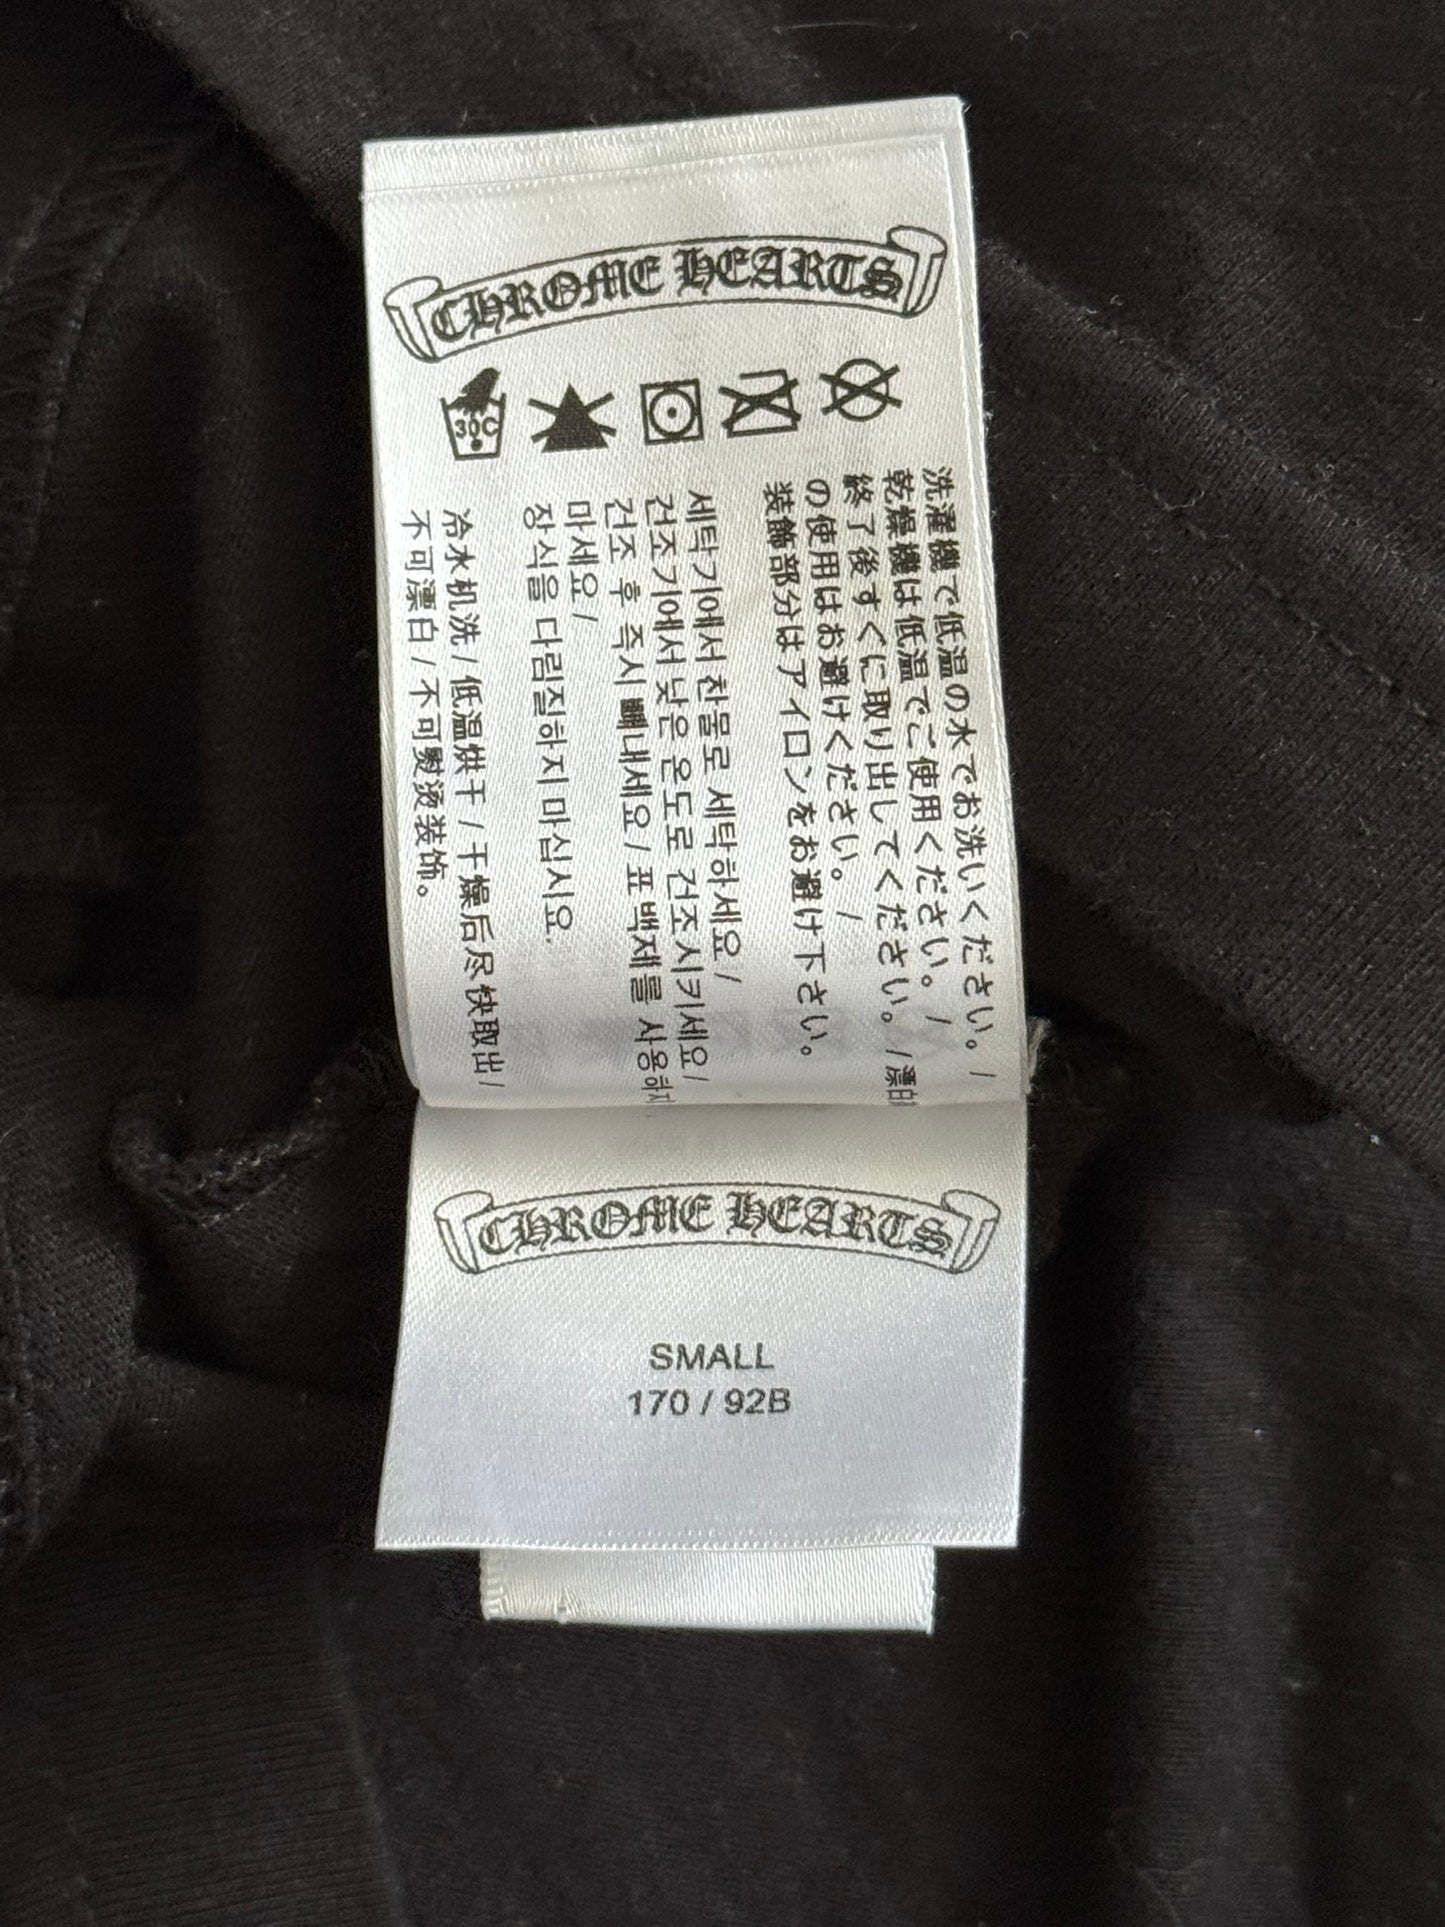 CHROME HEARTS
30C
洗濯機で低温の水でお洗いください。/
乾燥機は低温でご使用ください。/
終了後すぐに取り出してください。/漂白
の使用はお避けください。/
装飾部分はアイロンをお避け下さい。
세탁기에서 찬물로 세탁하세요/
건조기에서 낮은 온도로 건조시키세요/
건조 후 즉시 빼내세요/표백제를 사용하지
마세요/
장식을 다림질하지 마십시요.
冷水机洗/低温烘干/干燥后尽快取出/
不可漂白/不可熨烫装饰。
CHROME HEARTS
SMALL
170 / 92B